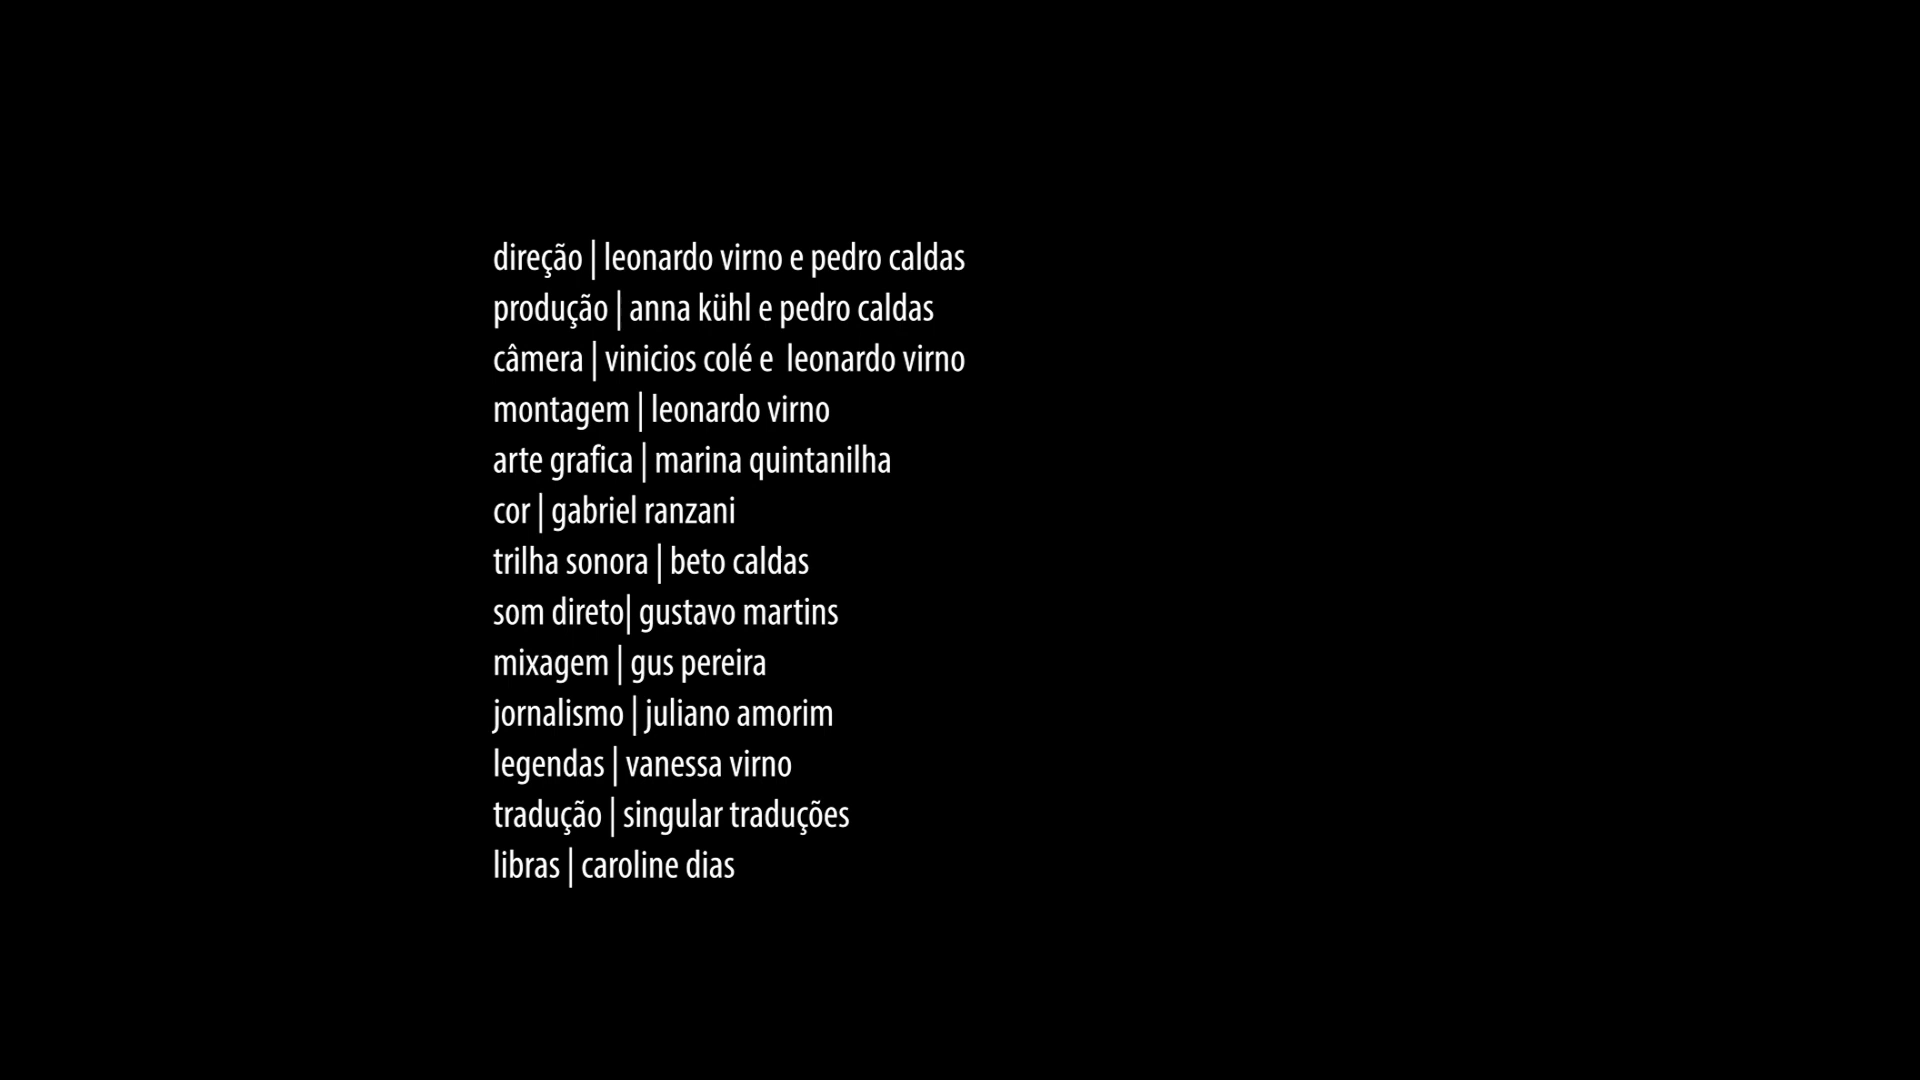 direção | leonardo virno e pedro caldas
produção | anna kühl e pedro caldas
câmera | vinicios colé e  leonardo virno
montagem | leonardo virno
arte grafica | marina quintanilha
cor | gabriel ranzani
trilha sonora | beto caldas
som direto| gustavo martins
mixagem | gus pereira
jornalismo | juliano amorim
legendas | vanessa virno
tradução | singular traduções
libras | caroline dias